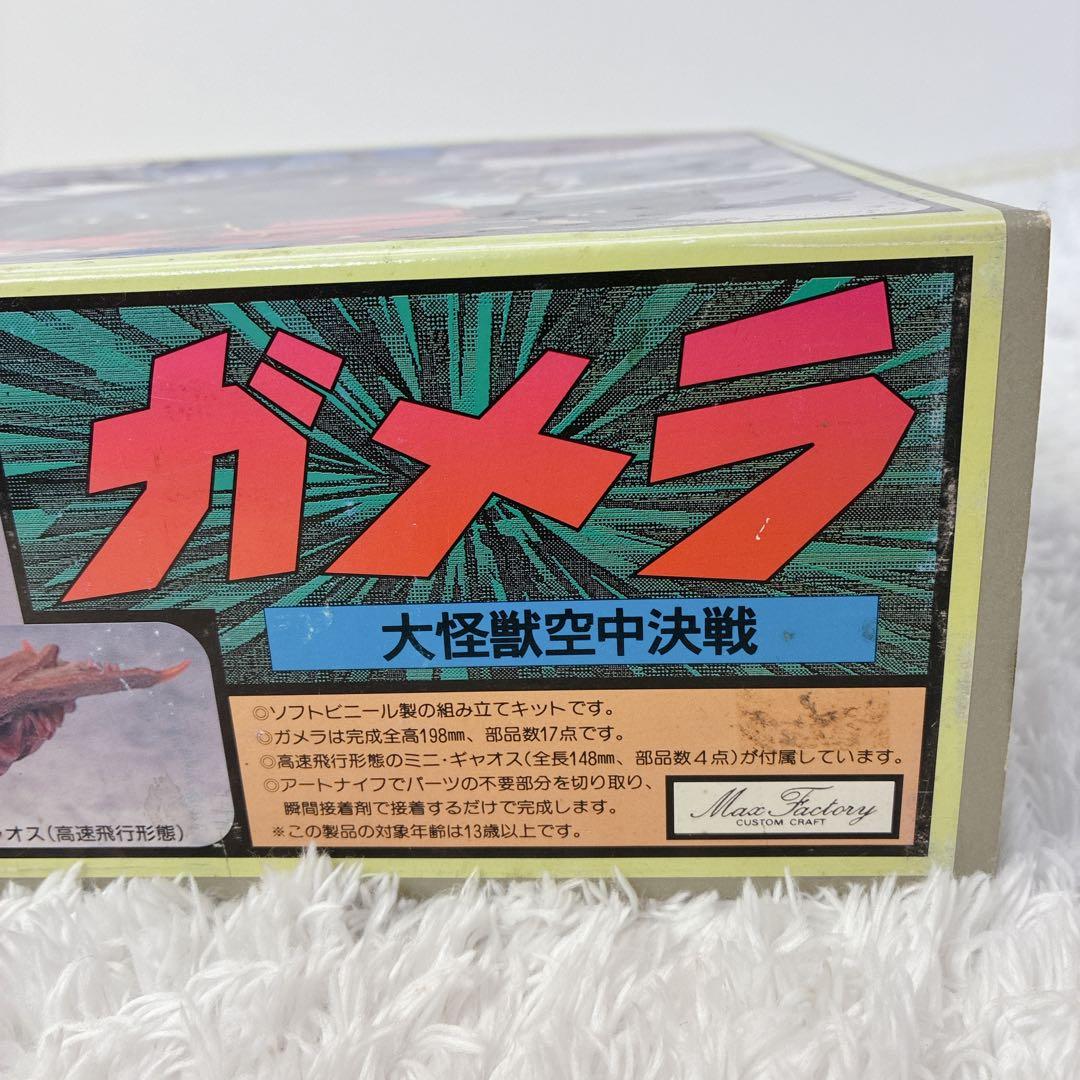 ガメラ
大怪獣空中決戦
◎ソフトビニール製の組み立てキットです。
◎ガメラは完成全高198㎜、部品数17点です。
◎高速飛行形態のミニ・ギャオス(全長148㎜、部品数4点)が付属しています。
◎アートナイフでパーツの不要部分を切り取り、
瞬間接着剤で接着するだけで完成します。
※この製品の対象年齢は13歳以上です。
Max Factory
CUSTOM CRAFT
ャオス(高速飛行形態)